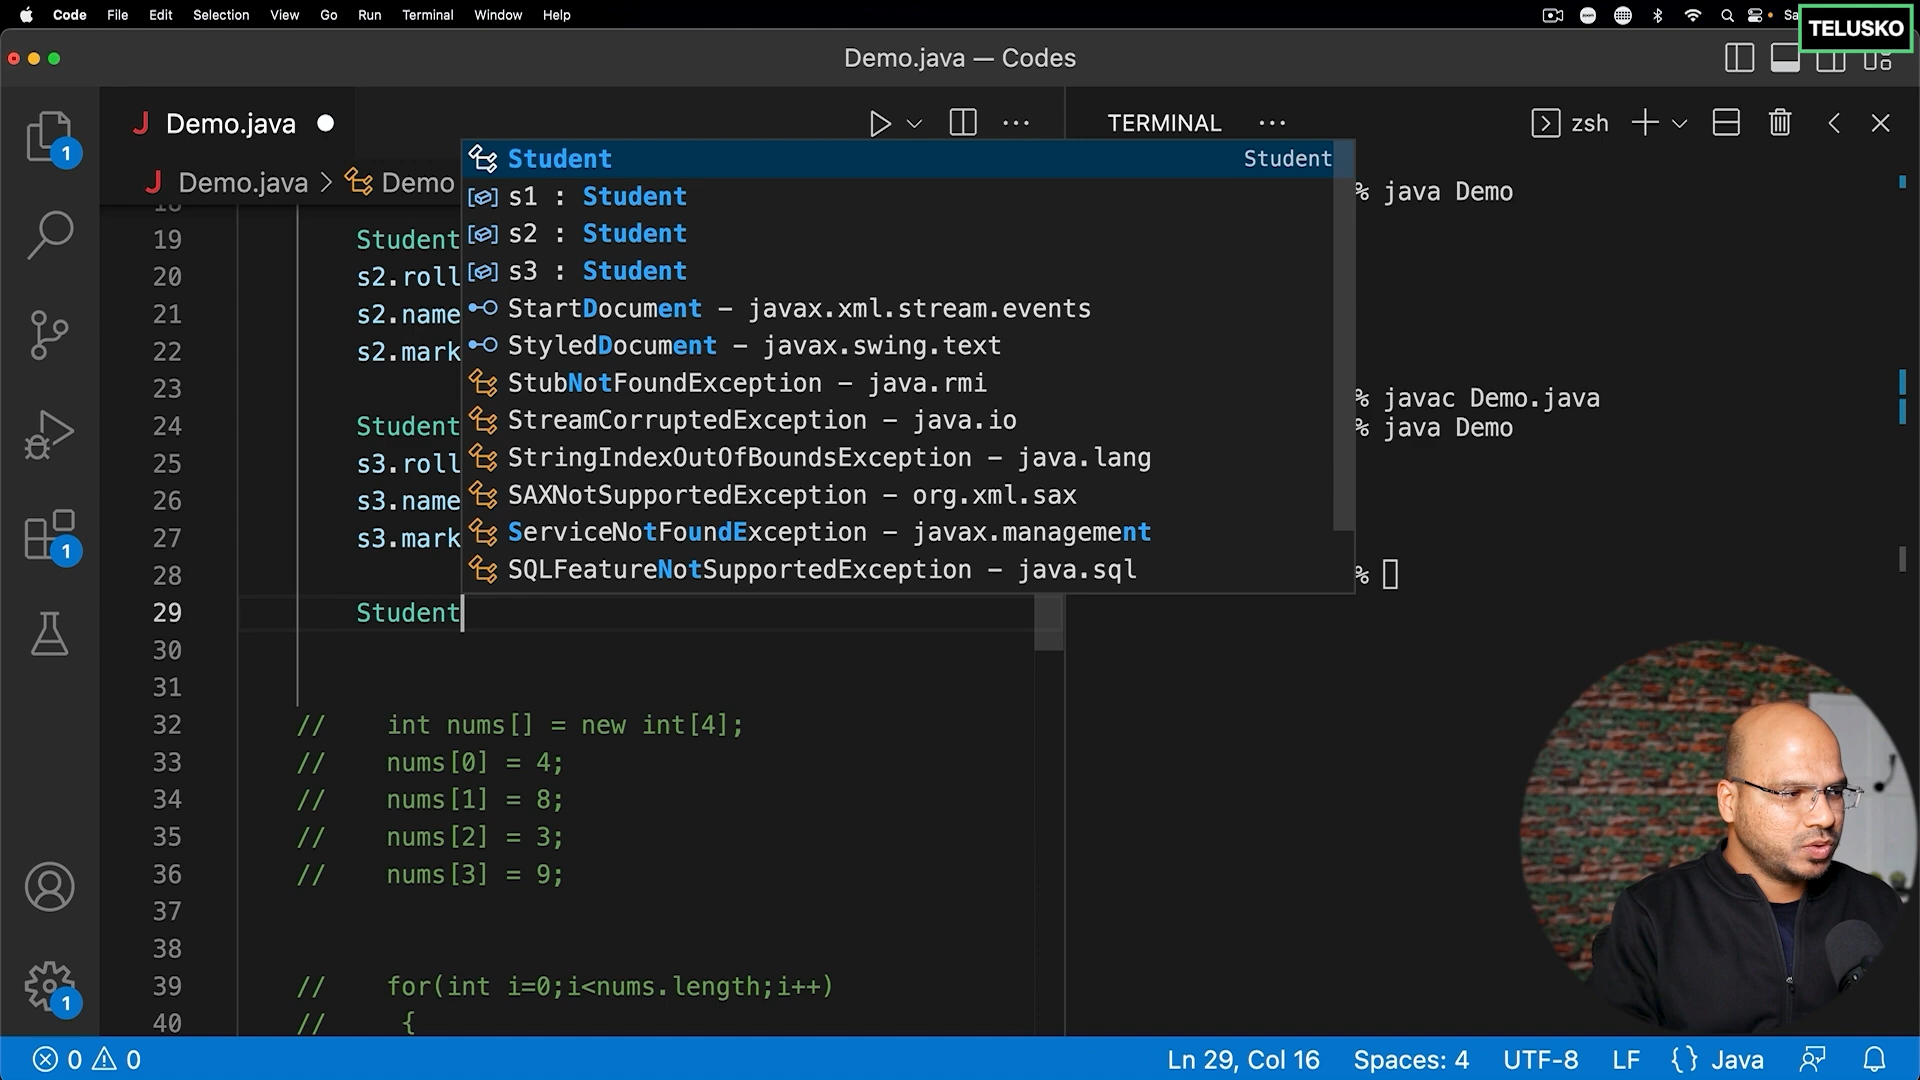 Code File Edit Selection View Go Run Terminal Window Help
TELUSKO
Demo.java — Codes
Demo.java
TERMINAL
zsh
Demo.java > Demo
Student Student
s1 : Student
s2 : Student
s3 : Student
StartDocument – javax.xml.stream.events
StyledDocument – javax.swing.text
StubNotFoundException – java.rmi
StreamCorruptedException – java.io
StringIndexOutOfBoundsException – java.lang
SAXNotSupportedException – org.xml.sax
ServiceNotFoundException – javax.management
SQLFeatureNotSupportedException – java.sql
19 Student
20 s2.roll
21 s2.name
22 s2.mark
23
24 Student
25 s3.roll
26 s3.name
27 s3.mark
28
29 Student
30
31
32 // int nums[] = new int[4];
33 // nums[0] = 4;
34 // nums[1] = 8;
35 // nums[2] = 3;
36 // nums[3] = 9;
37
38
39 // for(int i=0;i<nums.length;i++)
40 // {
% java Demo
% javac Demo.java
% java Demo
%
1
1
1
0 0
Ln 29, Col 16 Spaces: 4 UTF-8 LF {} Java